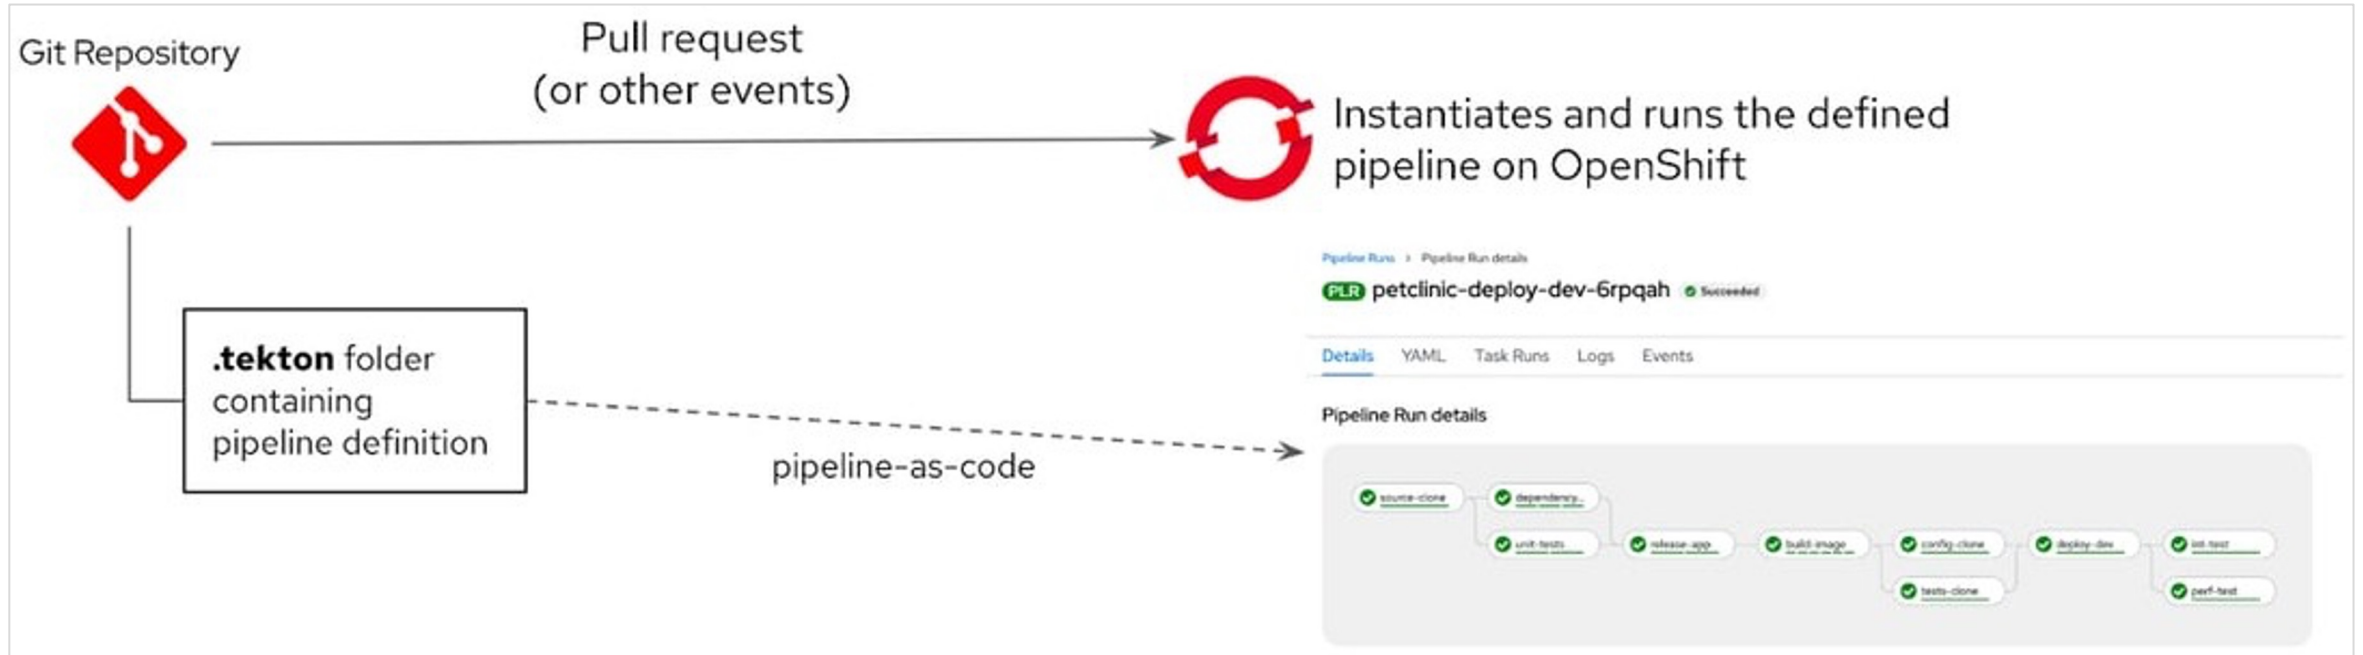 Git Repository
Pull request
(or other events)
Instantiates and runs the defined
pipeline on OpenShift
.tekton folder
containing
pipeline definition
pipeline-as-code
Pipeline Runs > Pipeline Run details
PLR petclinic-deploy-dev-6rpqah Succeeded
Details YAML Task Runs Logs Events
Pipeline Run details
source-clone
dependency...
unit-tests
release-app
build-image
config-clone
deploy-dev
int-test
tests-clone
perf-test